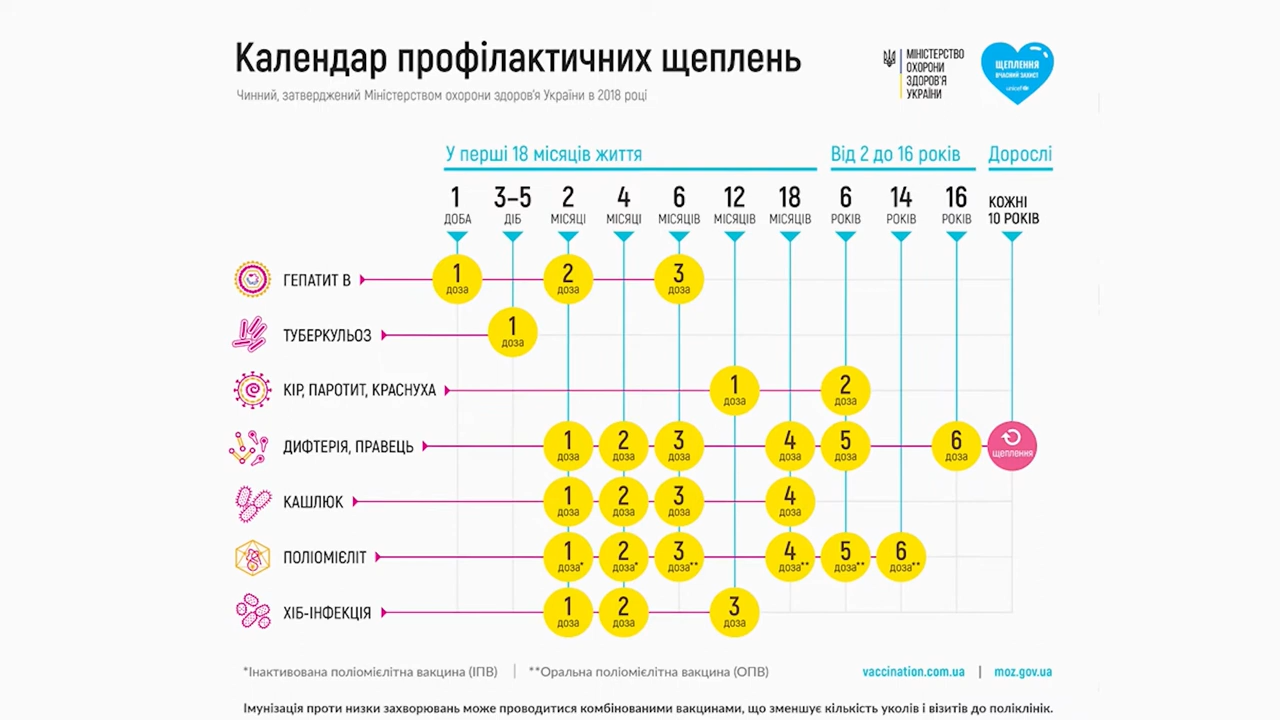 Календар профілактичних щеплень
Чинний, затверджений Міністерством охорони здоров'я України в 2018 році
МІНІСТЕРСТВО
ОХОРОНИ
ЗДОРОВ'Я
УКРАЇНИ
ЩЕПЛЕННЯ
ВЧАСНИЙ ЗАХИСТ
unicef
У перші 18 місяців життя
Від 2 до 16 років
Дорослі
1 3–5 2 4 6 12 18 6 14 16 КОЖНІ
ДОБА ДІБ МІСЯЦІ МІСЯЦІ МІСЯЦІВ МІСЯЦІВ МІСЯЦІВ РОКІВ РОКІВ РОКІВ 10 РОКІВ
ГЕПАТИТ В 1 2 3
доза доза доза
ТУБЕРКУЛЬОЗ 1
доза
КІР, ПАРОТИТ, КРАСНУХА 1 2
доза доза
ДИФТЕРІЯ, ПРАВЕЦЬ 1 2 3 4 5 6
доза доза доза доза доза доза щеплення
КАШЛЮК 1 2 3 4
доза доза доза доза
ПОЛІОМІЄЛІТ 1 2 3 4 5 6
доза* доза* доза** доза** доза** доза**
ХІБ-ІНФЕКЦІЯ 1 2 3
доза доза доза
*Інактивована поліомієлітна вакцина (ІПВ) | **Оральна поліомієлітна вакцина (ОПВ)
vaccination.com.ua | moz.gov.ua
Імунізація проти низки захворювань може проводитися комбінованими вакцинами, що зменшує кількість уколів і візитів до поліклінік.